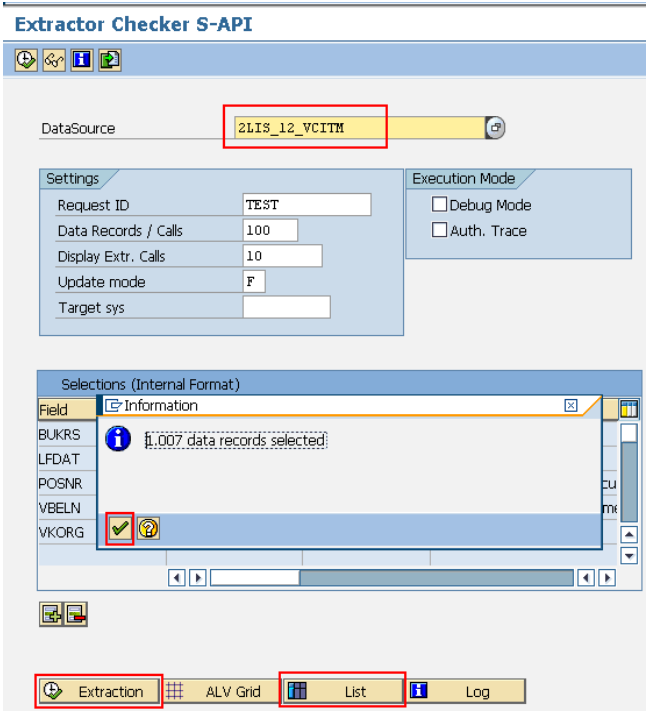 Extractor Checker S-API
DataSource 2LIS_12_VCITM
Settings Execution Mode
Request ID TEST Debug Mode
Data Records / Calls 100 Auth. Trace
Display Extr. Calls 10
Update mode F
Target sys
Selections (Internal Format)
Field Information
BUKRS 1.007 data records selected
LFDAT
POSNR
VBELN
VKORG
Extraction ALV Grid List Log